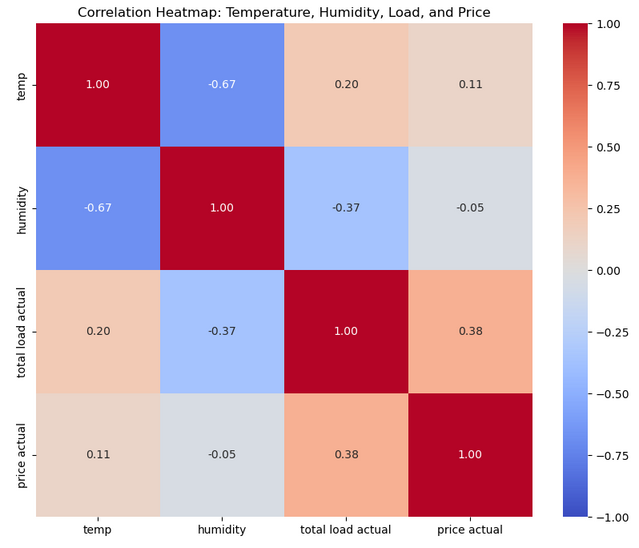 Correlation Heatmap: Temperature, Humidity, Load, and Price
temp
1.00
-0.67
0.20
0.11
humidity
-0.67
1.00
-0.37
-0.05
total load actual
0.20
-0.37
1.00
0.38
price actual
0.11
-0.05
0.38
1.00
temp
humidity
total load actual
price actual
1.00
0.75
0.50
0.25
0.00
−0.25
−0.50
−0.75
−1.00